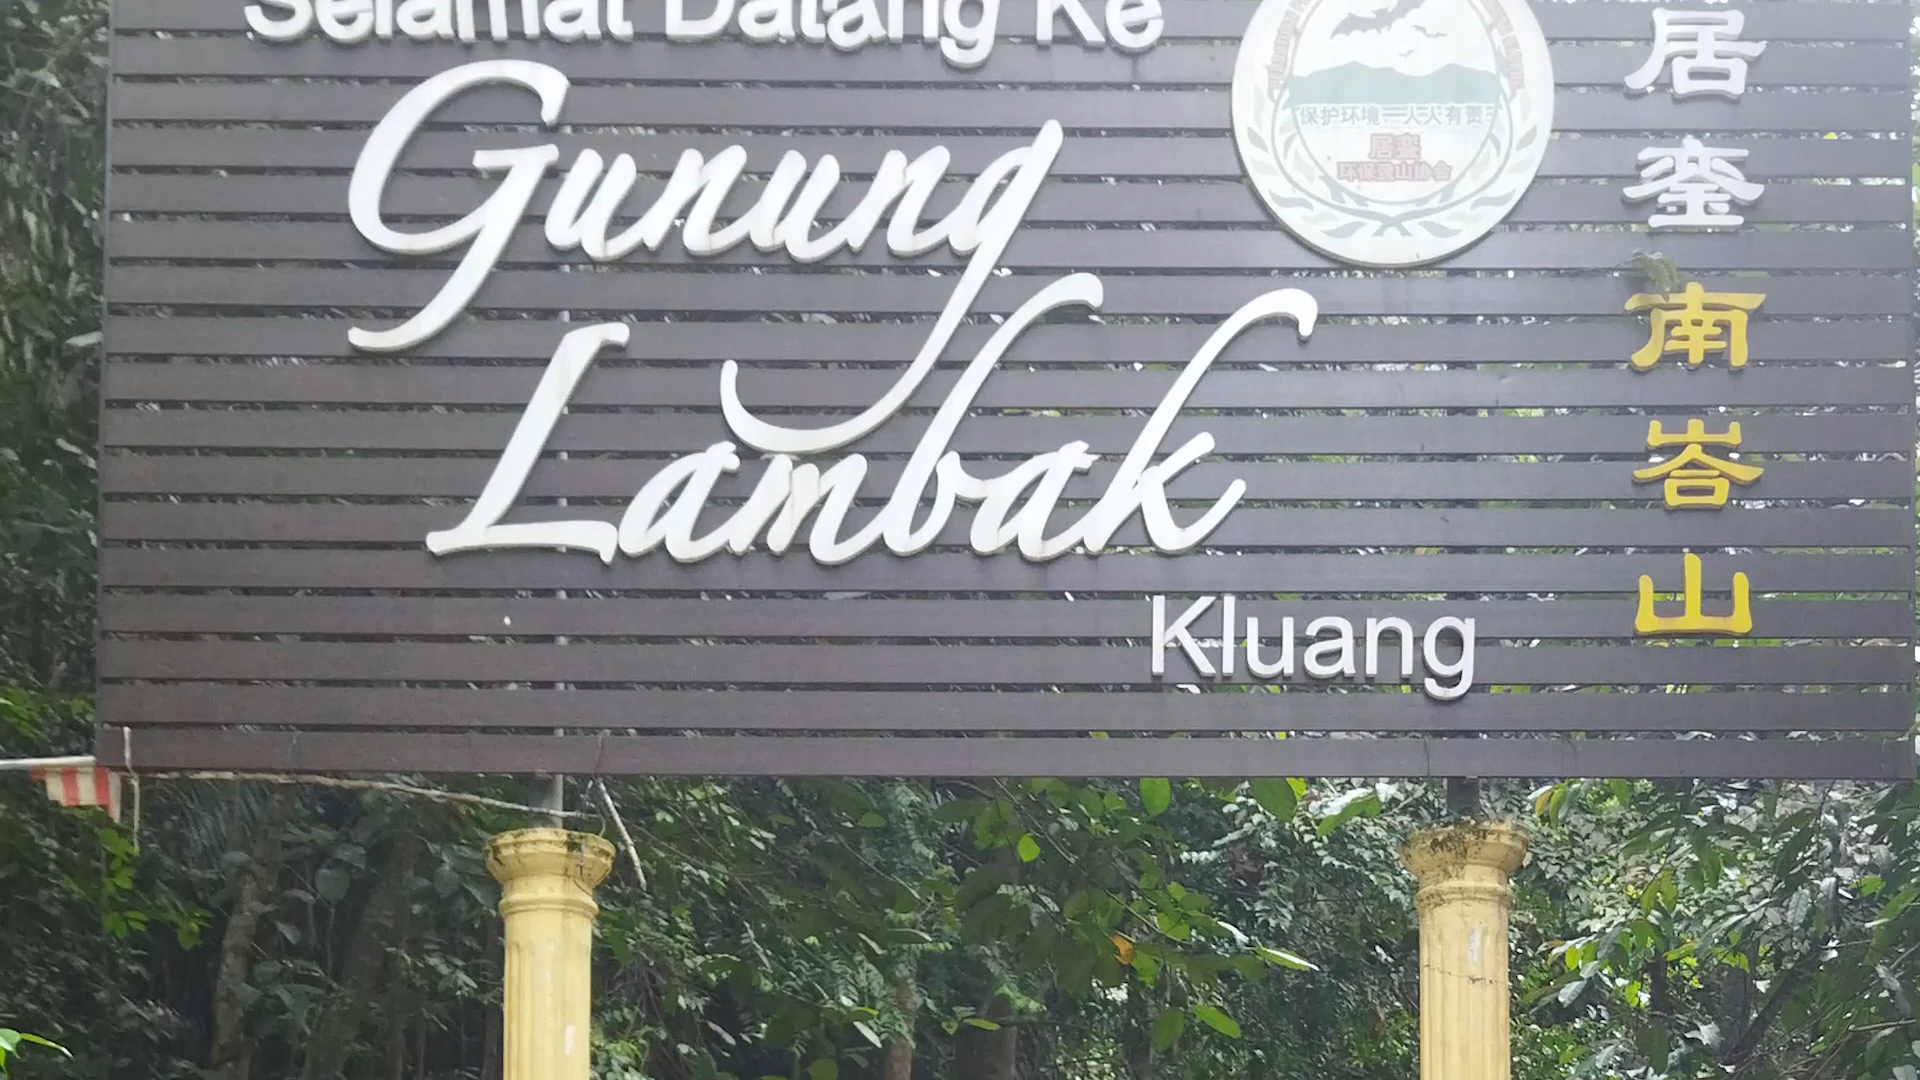 Selamat Datang Ke
Gunung
Lambak
Kluang
保护环境 人人有责
居銮
环保登山协会
居
銮
南
峇
山